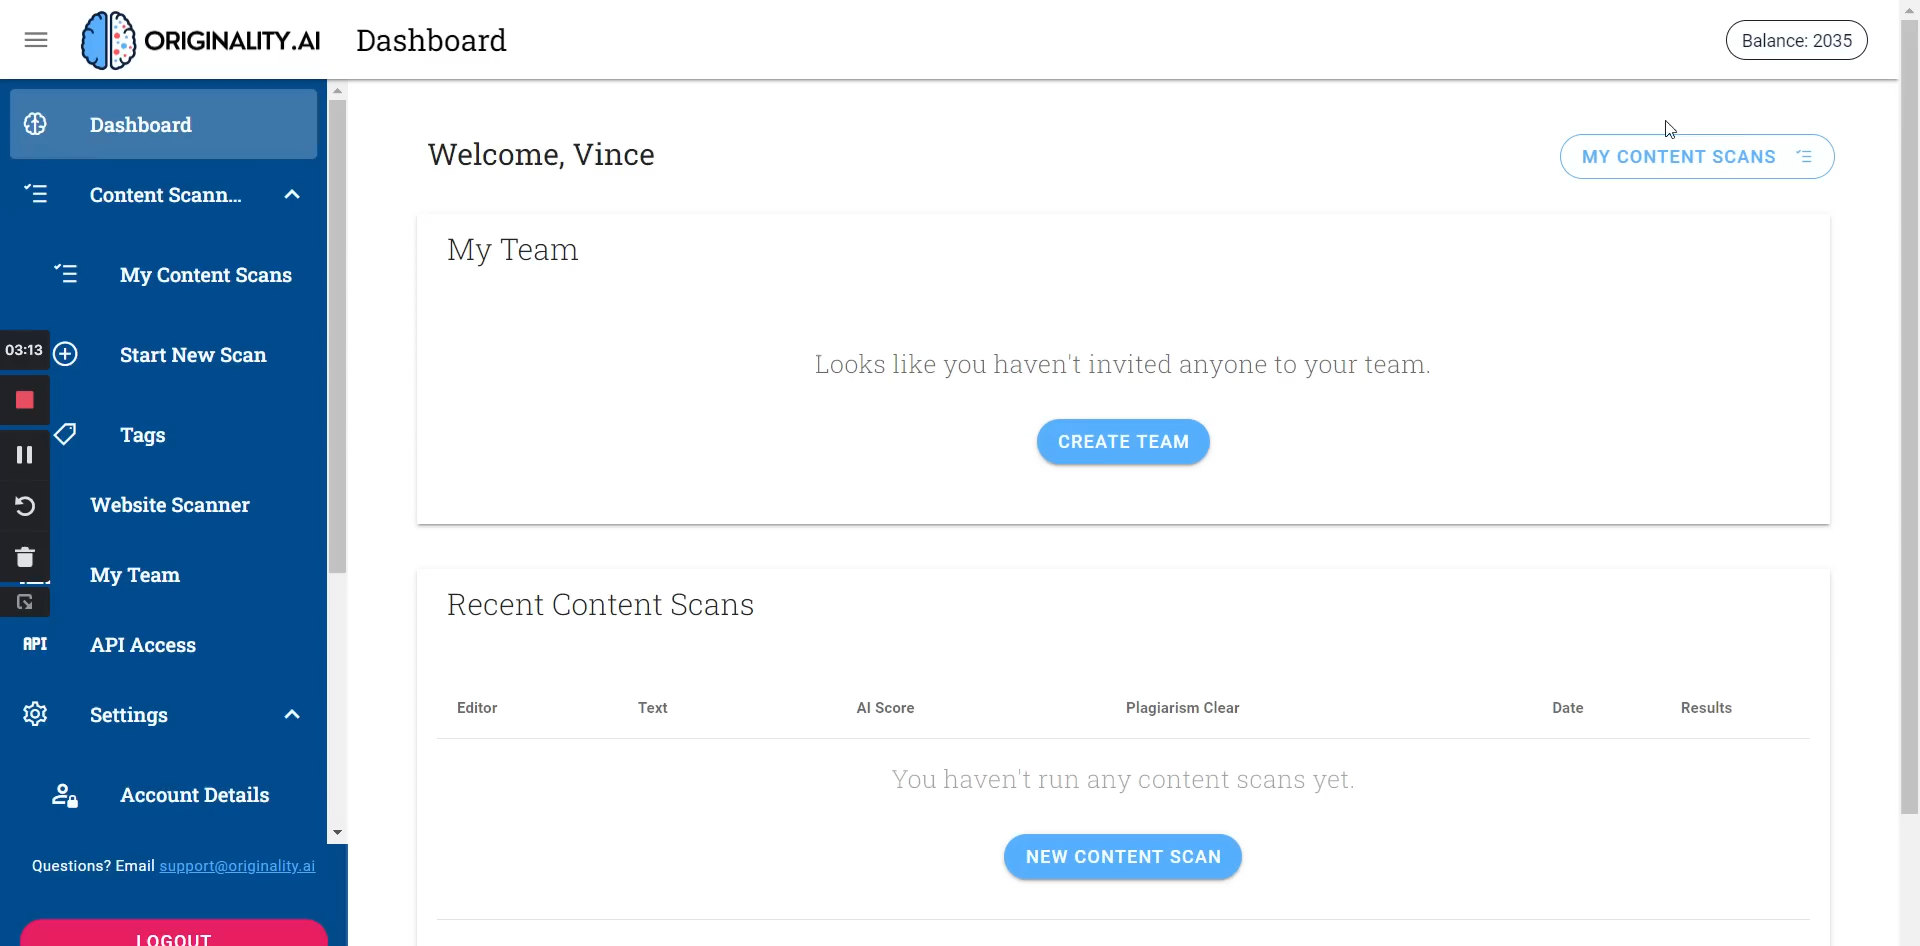 ORIGINALITY.AI
Dashboard
Balance: 2035
Dashboard
Content Scann...
My Content Scans
03:13
Start New Scan
Tags
Website Scanner
My Team
API API Access
Settings
Account Details
Questions? Email support@originality.ai
LOGOUT
Welcome, Vince
MY CONTENT SCANS
My Team
Looks like you haven't invited anyone to your team.
CREATE TEAM
Recent Content Scans
Editor Text AI Score Plagiarism Clear Date Results
You haven't run any content scans yet.
NEW CONTENT SCAN